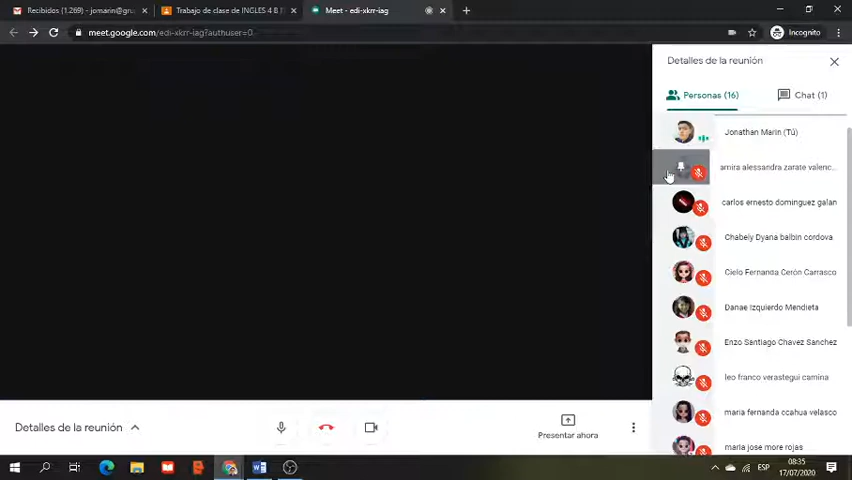 Recibidos (1.269) - jomarin@gru
Trabajo de clase de INGLES 4 B
Meet - edi-xkrr-iag
meet.google.com/edi-xkrr-iag?authuser=0
Incognito
Detalles de la reunión
Personas (16)
Chat (1)
Jonathan Marin (Tú)
amira alessandra zarate valenc...
carlos ernesto dominguez galan
Chabely Dyana balbin cordova
Cielo Fernanda Cerón Carrasco
Danae Izquierdo Mendieta
Enzo Santiago Chavez Sanchez
leo franco verastegui camina
maria fernanda ccahua velasco
maria jose more rojas
Detalles de la reunión
Presentar ahora
ESP
08:35
17/07/2020